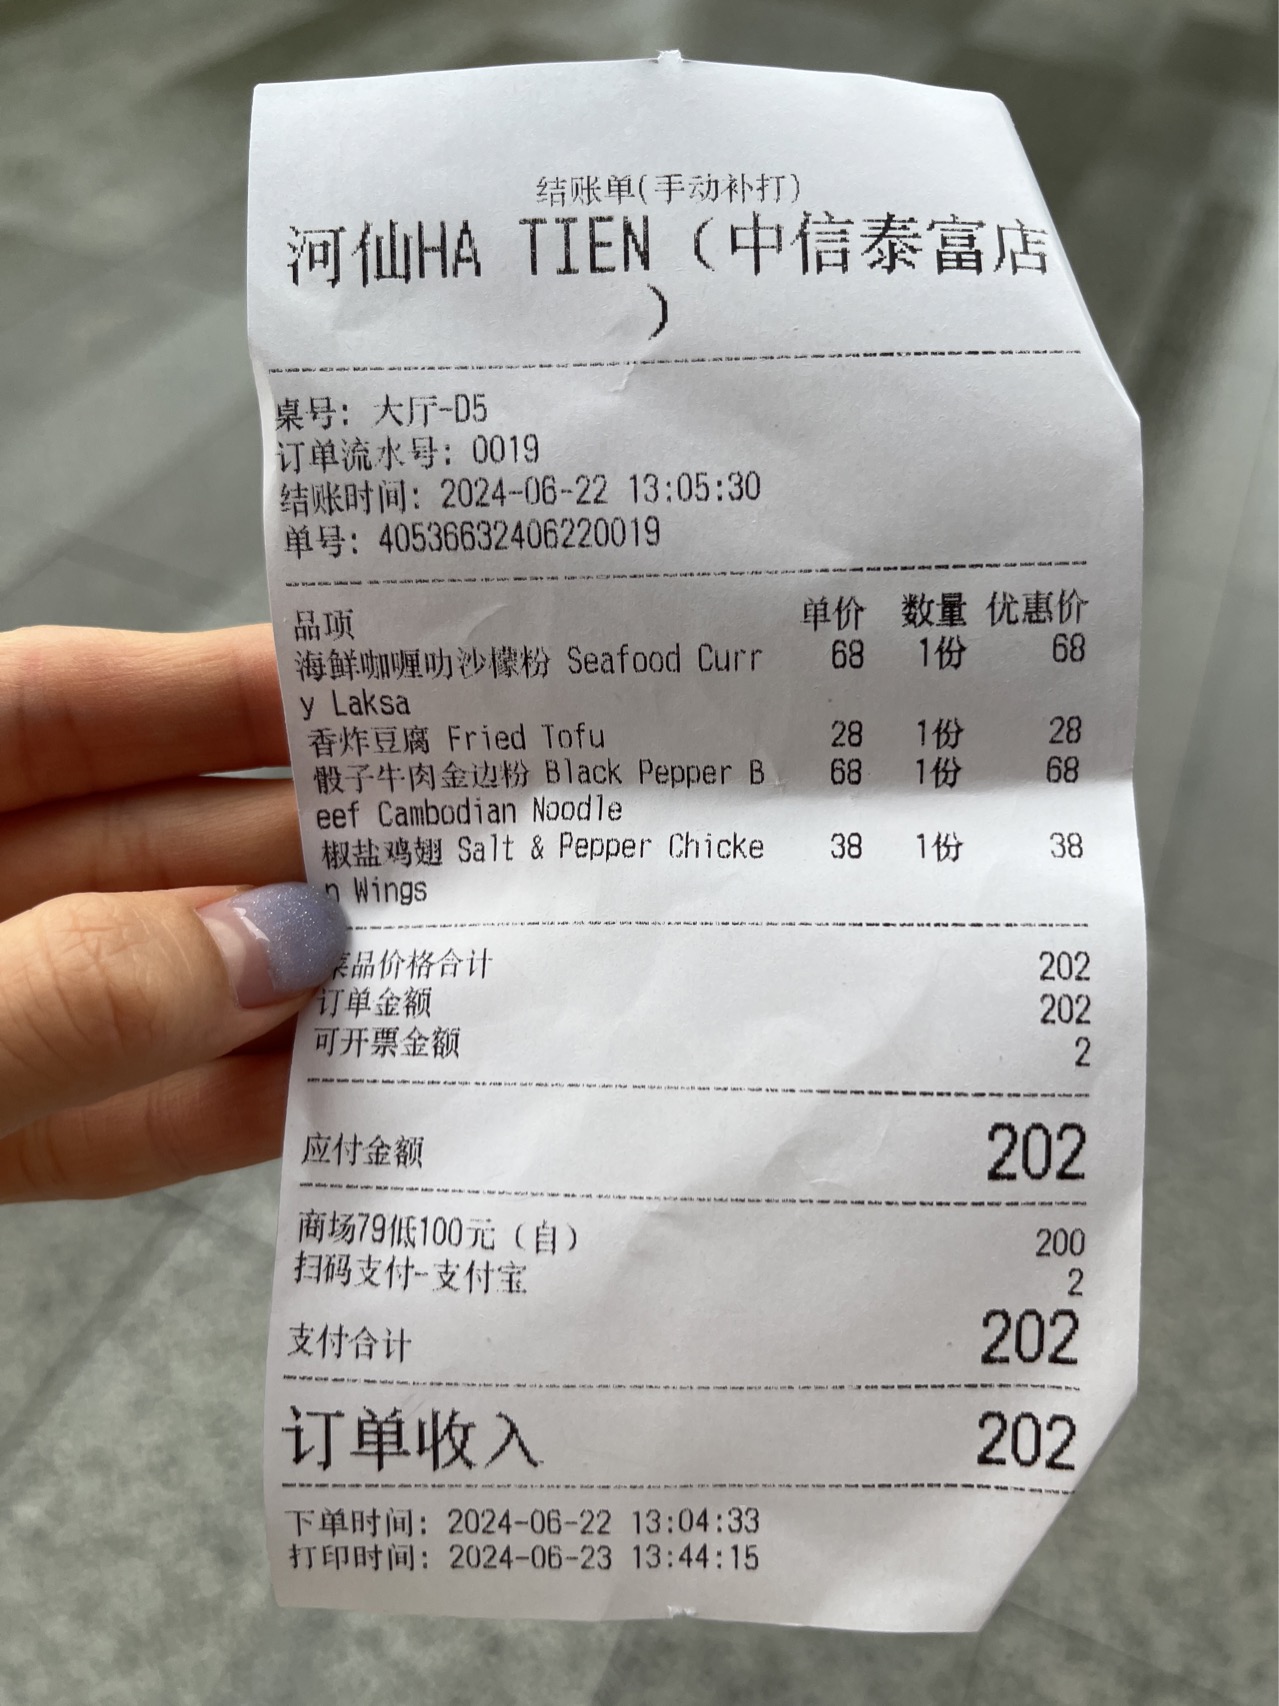 结账单(手动补打)
河仙HA TIEN（中信泰富店
）
桌号: 大厅-D5
订单流水号: 0019
结账时间: 2024-06-22 13:05:30
单号: 40536632406220019
品项 单价 数量 优惠价
海鲜咖喱叻沙檬粉 Seafood Curr 68 1份 68
y Laksa
香炸豆腐 Fried Tofu 28 1份 28
骰子牛肉金边粉 Black Pepper B 68 1份 68
eef Cambodian Noodle
椒盐鸡翅 Salt & Pepper Chicke 38 1份 38
n Wings
菜品价格合计 202
订单金额 202
可开票金额 2
应付金额 202
商场79低100元（自） 200
扫码支付-支付宝 2
支付合计 202
订单收入 202
下单时间: 2024-06-22 13:04:33
打印时间: 2024-06-23 13:44:15